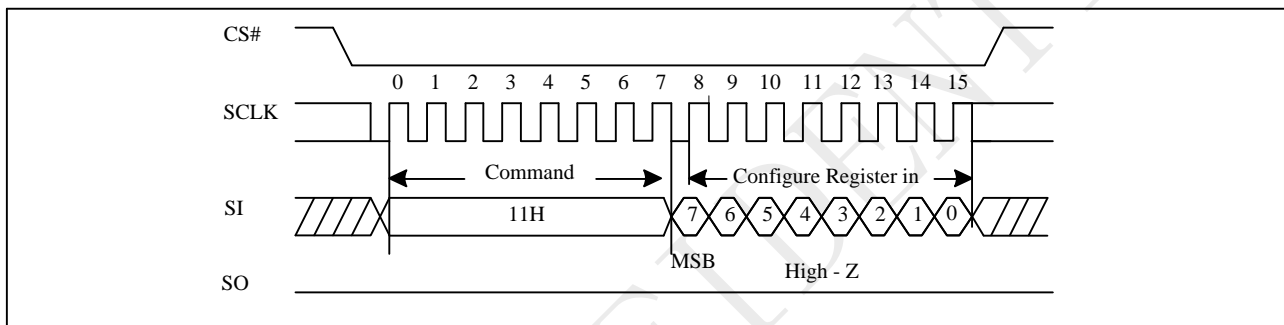 CS#
0 1 2 3 4 5 6 7 8 9 10 11 12 13 14 15
SCLK
Command Configure Register in
SI 11H 7 6 5 4 3 2 1 0
MSB High - Z
SO